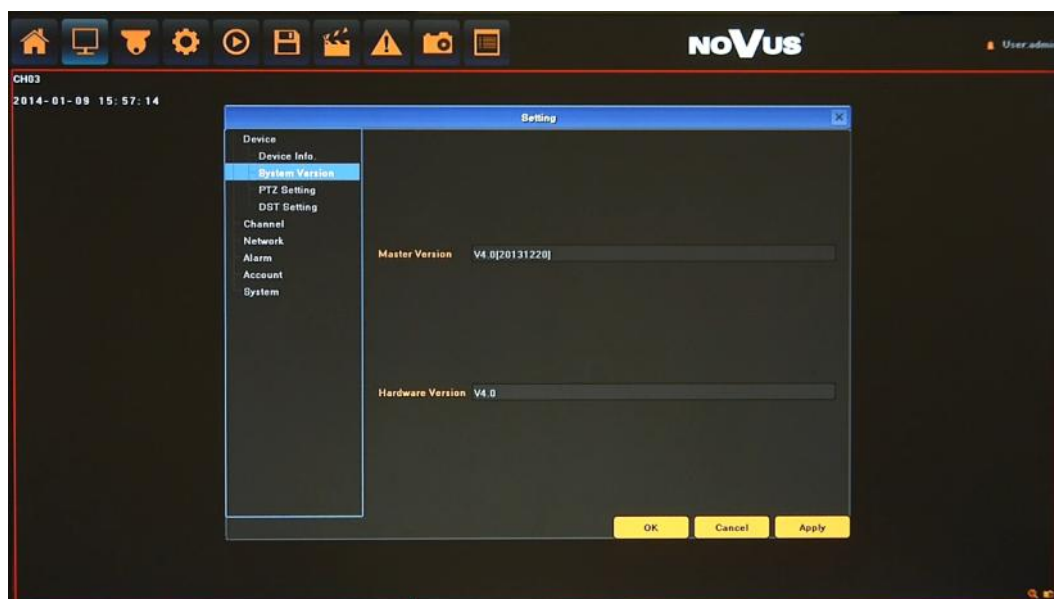 NOVUS
User:admi
CH03
2014-01-09 15:57:14
Setting
Device
Device Info.
System Version
PTZ Setting
DST Setting
Channel
Network
Alarm
Account
System
Master Version V4.0[20131220]
Hardware Version V4.0
OK Cancel Apply